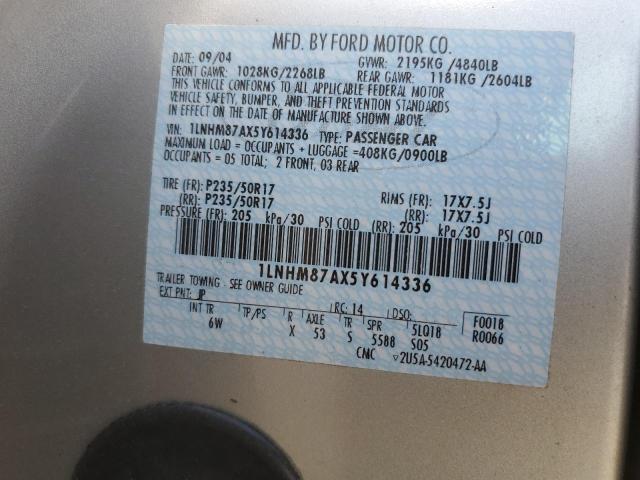 MFD. BY FORD MOTOR CO.
DATE: 09/04 GVWR: 2195KG /4840LB
FRONT GAWR: 1028KG/2268LB REAR GAWR: 1181KG/2604LB
THIS VEHICLE CONFORMS TO ALL APPLICABLE FEDERAL MOTOR
VEHICLE SAFETY, BUMPER, AND THEFT PREVENTION STANDARDS
IN EFFECT ON THE DATE OF MANUFACTURE SHOWN ABOVE.
VIN: 1LNHM87AX5Y614336 TYPE: PASSENGER CAR
MAXIMUM LOAD = OCCUPANTS + LUGGAGE =408KG/0900LB
OCCUPANTS = 05 TOTAL; 2 FRONT, 03 REAR
TIRE (FR): P235/50R17 RIMS (FR): 17X7.5J
(RR): P235/50R17 (RR): 17X7.5J
PRESSURE (FR): 205 kPa/30 PSI COLD (RR): 205 kPa/30 PSI COLD
1LNHM87AX5Y614336
TRAILER TOWING - SEE OWNER GUIDE
EXT PNT: JP RC: 14 DSO: F0018
INT TR TP/PS R AXLE TR SPR 5LQ18 R0066
6W X 53 S 5588 S05
CMC ▽2U5A-5420472-AA